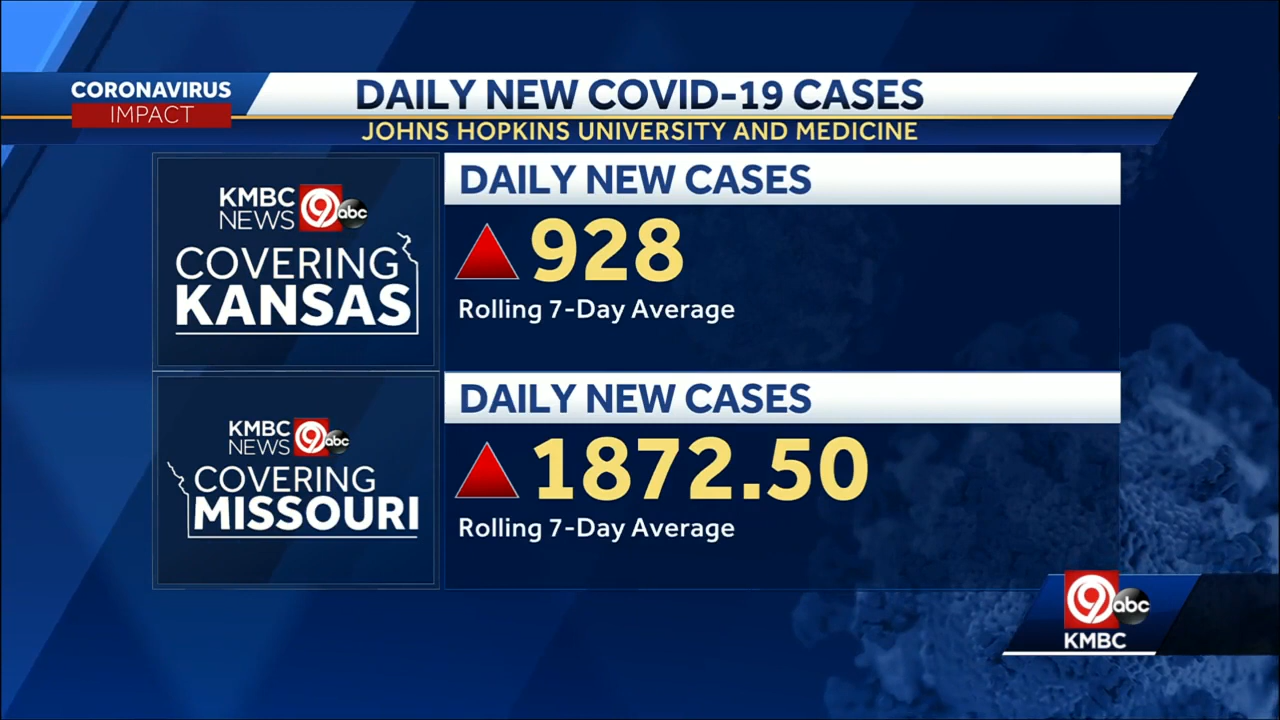 CORONAVIRUS
IMPACT
DAILY NEW COVID-19 CASES
JOHNS HOPKINS UNIVERSITY AND MEDICINE
KMBC
NEWS 9 abc
COVERING
KANSAS
DAILY NEW CASES
928
Rolling 7-Day Average
KMBC
NEWS 9 abc
COVERING
MISSOURI
DAILY NEW CASES
1872.50
Rolling 7-Day Average
9 abc
KMBC